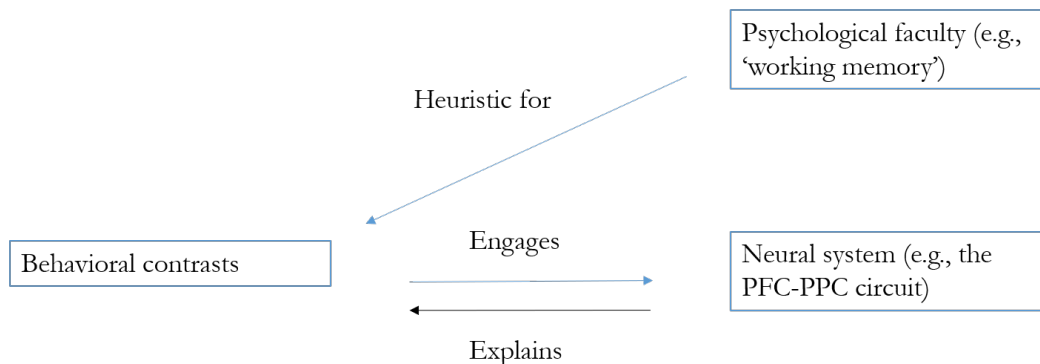 Psychological faculty (e.g.,
‘working memory’)
Heuristic for
Engages
Behavioral contrasts
Neural system (e.g., the
PFC-PPC circuit)
Explains